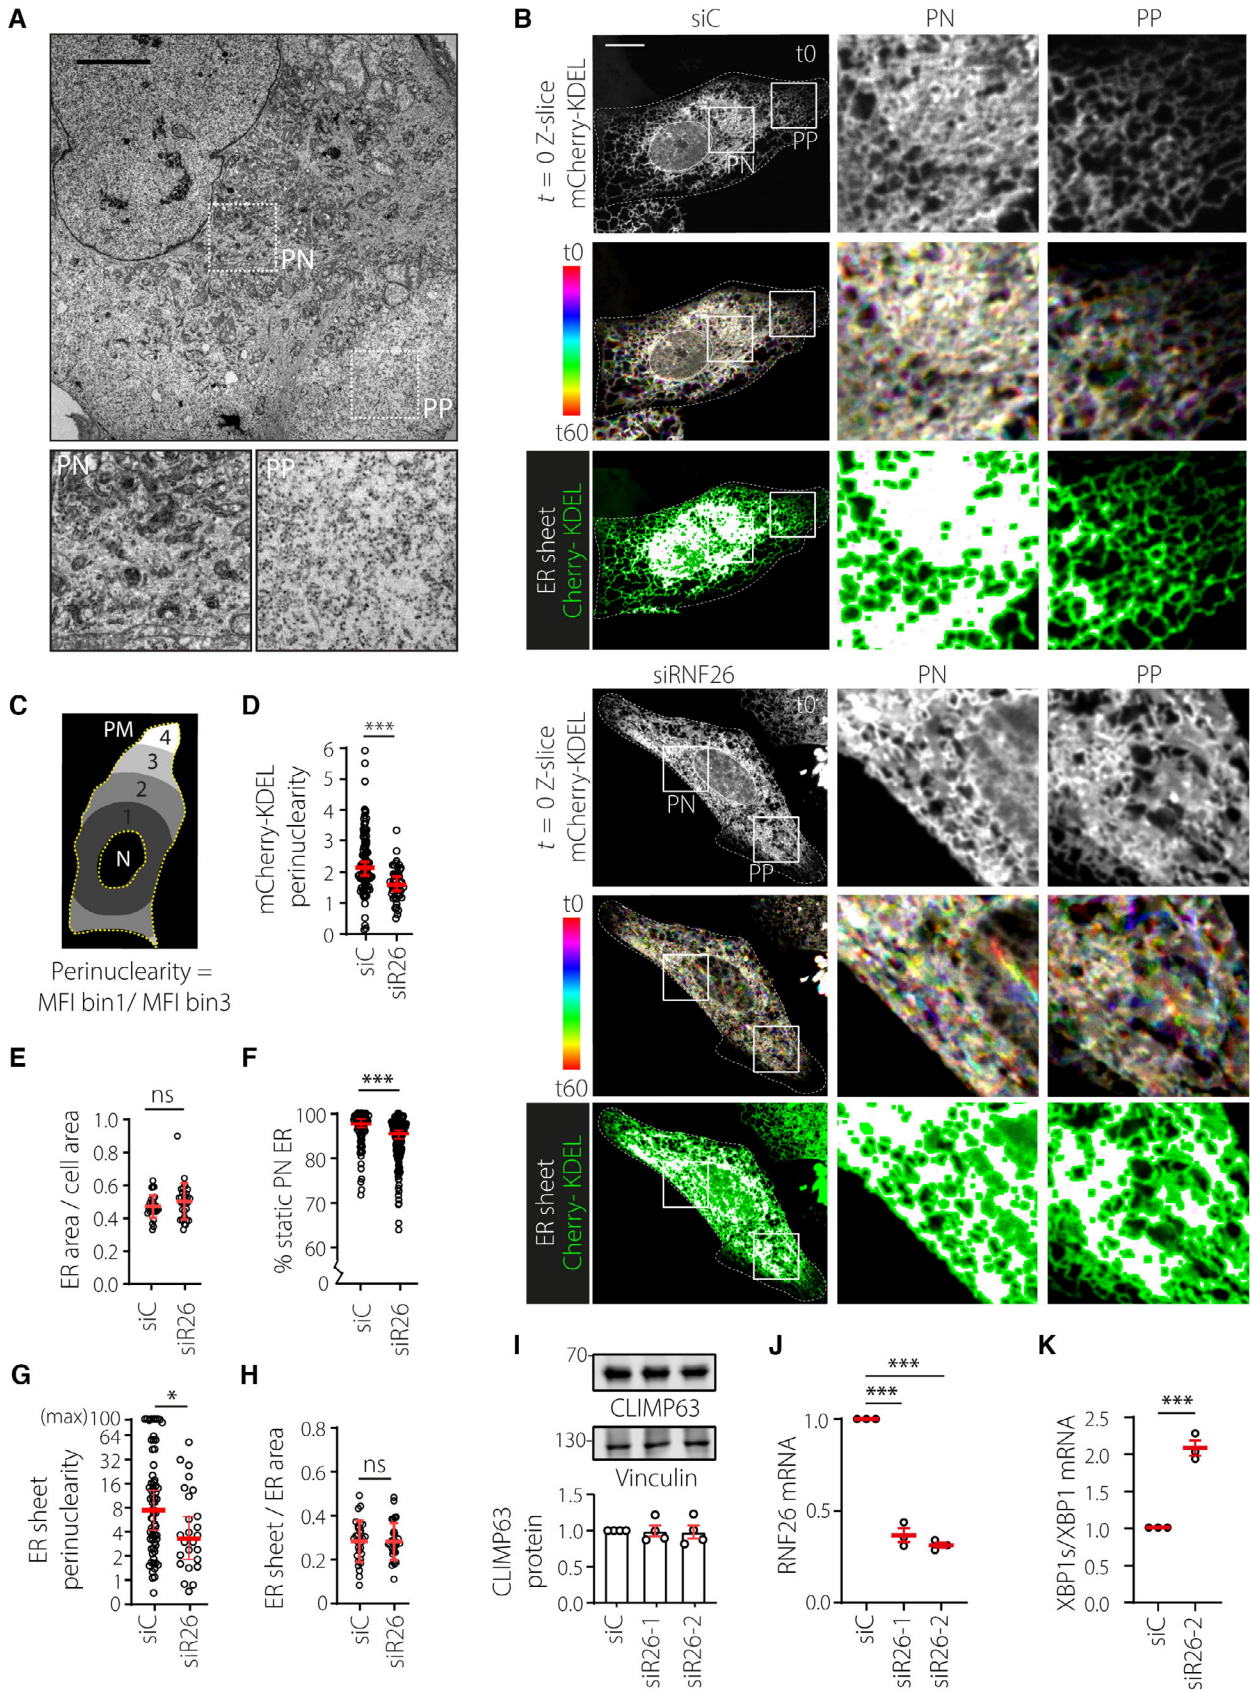 A
PN
PP
PN
PP
B
siC
PN
PP
t = 0 Z-slice
mCherry-KDEL
t0
PN
PP
t0
t60
ER sheet
Cherry- KDEL
siRNF26
PN
PP
t = 0 Z-slice
mCherry-KDEL
t0
PN
PP
t0
t60
ER sheet
Cherry- KDEL
C
PM
4
3
2
1
N
Perinuclearity =
MFI bin1/ MFI bin3
D
mCherry-KDEL
perinuclearity
***
6
5
4
3
2
1
0
siC
siR26
E
ER area / cell area
ns
1.0
0.8
0.6
0.4
0.2
0.0
siC
siR26
F
% static PN ER
***
100
80
70
60
0
siC
siR26
G
ER sheet
perinuclearity
*
(max) 100
64
32
16
8
4
2
1
0
siC
siR26
H
ER sheet / ER area
ns
0.8
0.6
0.4
0.2
0
siC
siR26
I
70
CLIMP63
130
Vinculin
CLIMP63
protein
1.5
1.0
0.5
0.0
siC
siR26-1
siR26-2
J
RNF26 mRNA
***
***
1.0
0.5
0.0
siC
siR26-1
siR26-2
K
XBP1s/XBP1 mRNA
***
2.5
2.0
1.5
1.0
0.5
0.0
siC
siR26-2